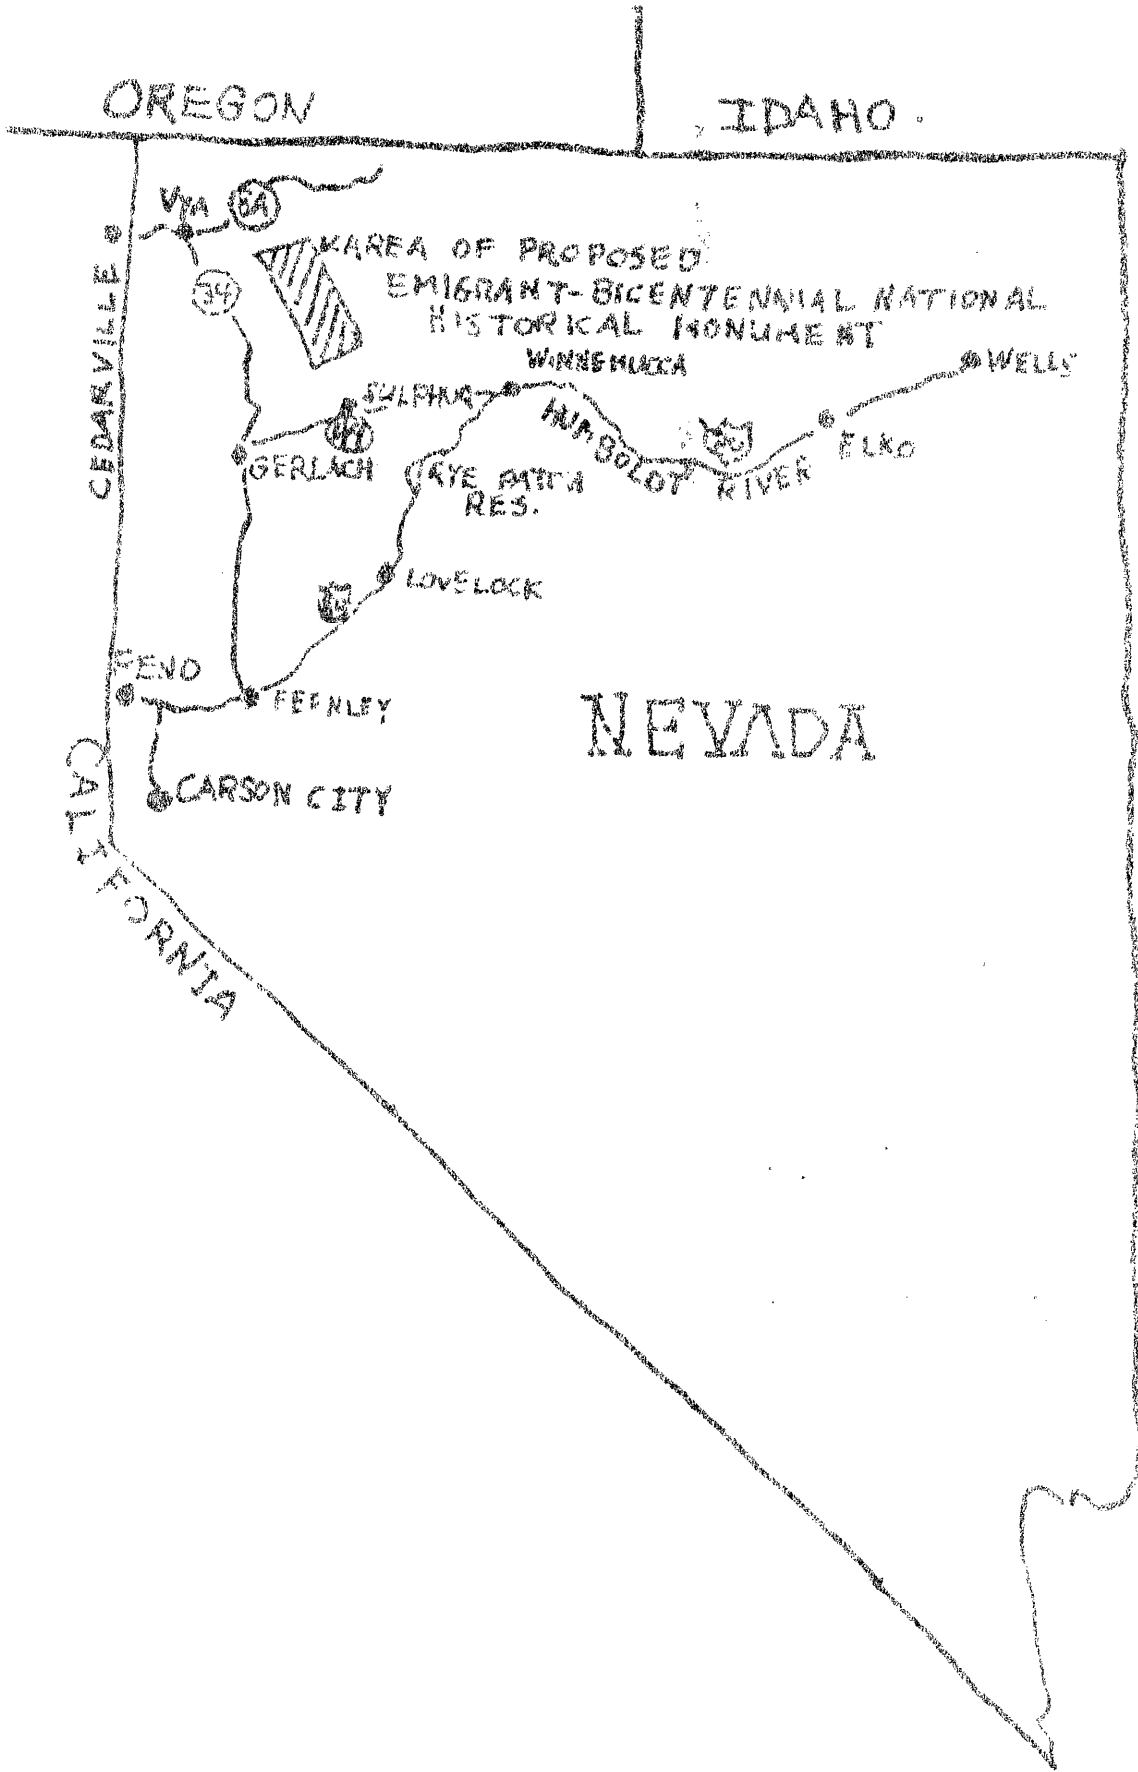 OREGON
IDAHO
VYA
8A
AREA OF PROPOSED
EMIGRANT-BICENTENNIAL NATIONAL
HISTORICAL MONUMENT
34
CEDARVILLE
WINNEMUCCA
WELLS
SULPHUR
HUMBOLDT RIVER
ELKO
GERLACH
RYE PATCH
RES.
LOVELOCK
RENO
FERNLEY
NEVADA
CARSON CITY
CALIFORNIA